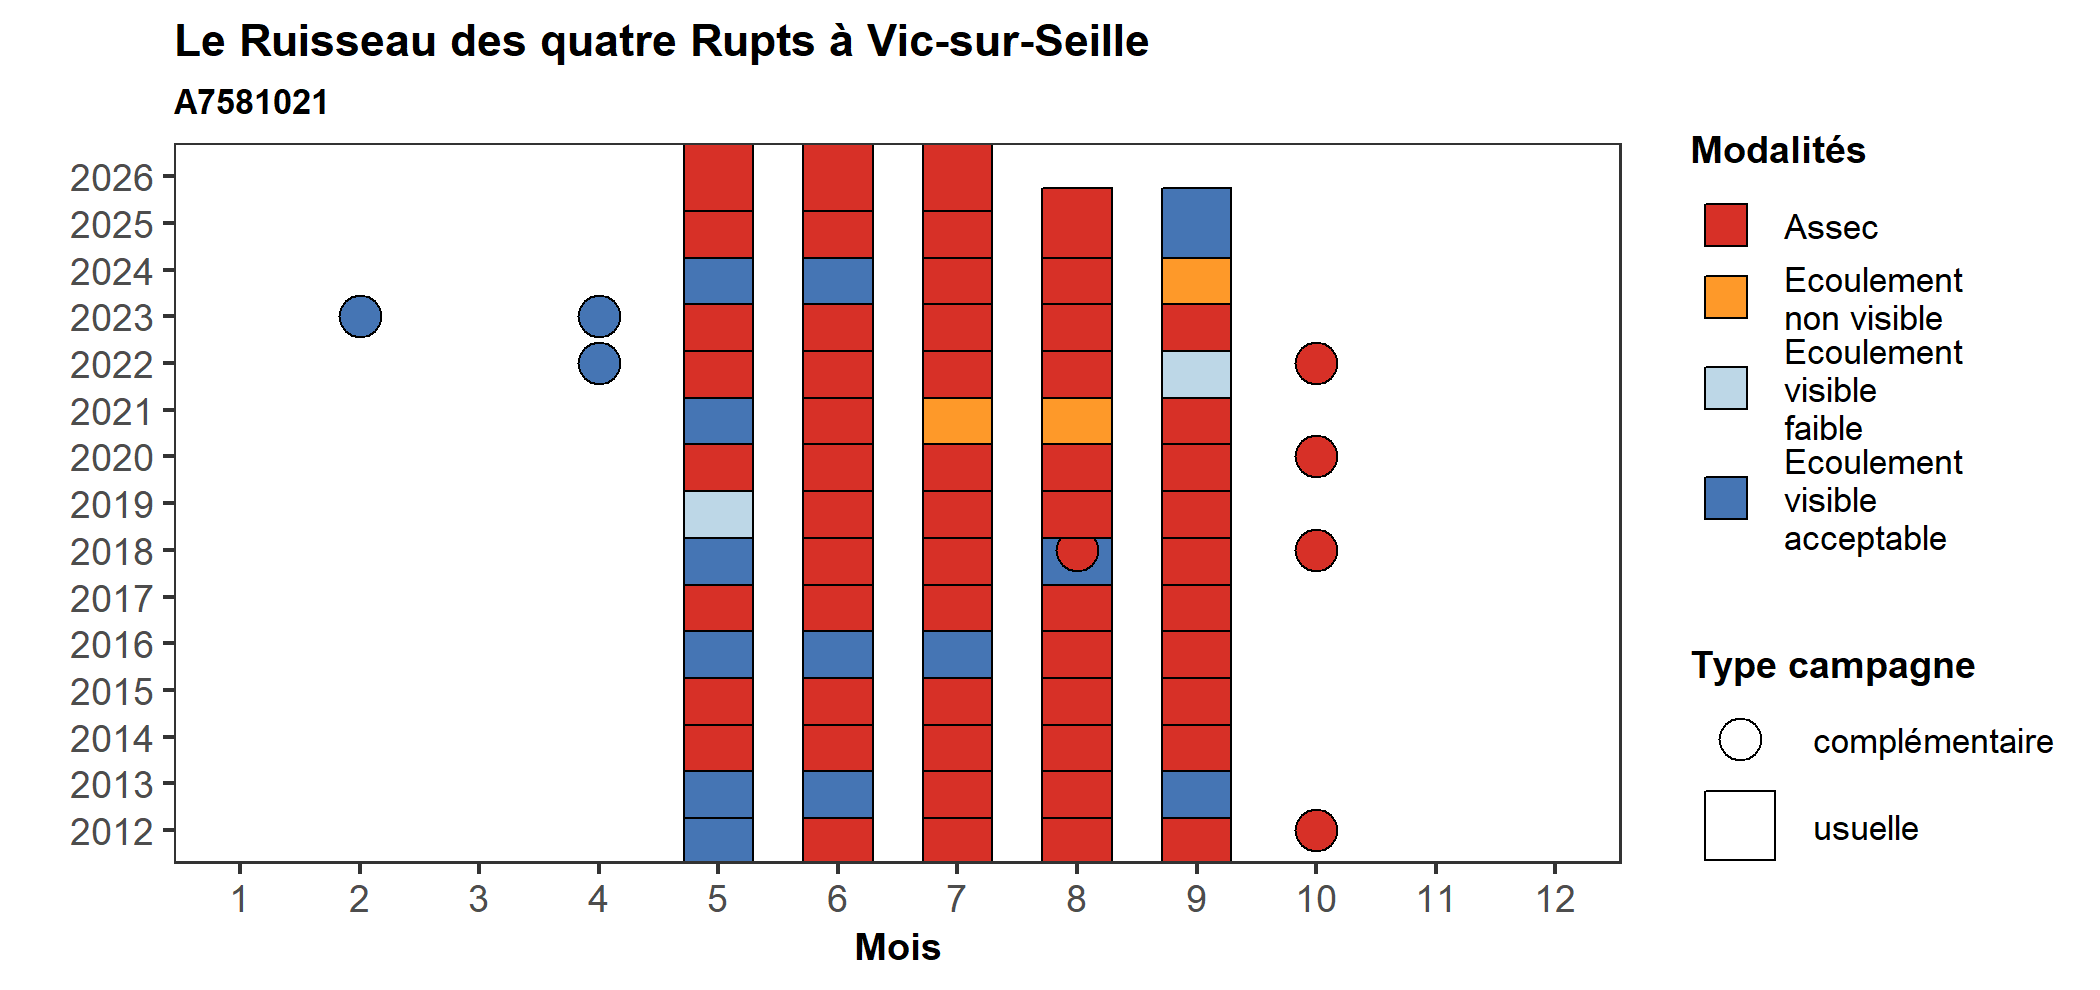 Le Ruisseau des quatre Rupts à Vic-sur-Seille
A7581021
2026
2025
2024
2023
2022
2021
2020
2019
2018
2017
2016
2015
2014
2013
2012
1 2 3 4 5 6 7 8 9 10 11 12
Mois
Modalités
Assec
Ecoulement
non visible
Ecoulement
visible
faible
Ecoulement
visible
acceptable
Type campagne
complémentaire
usuelle